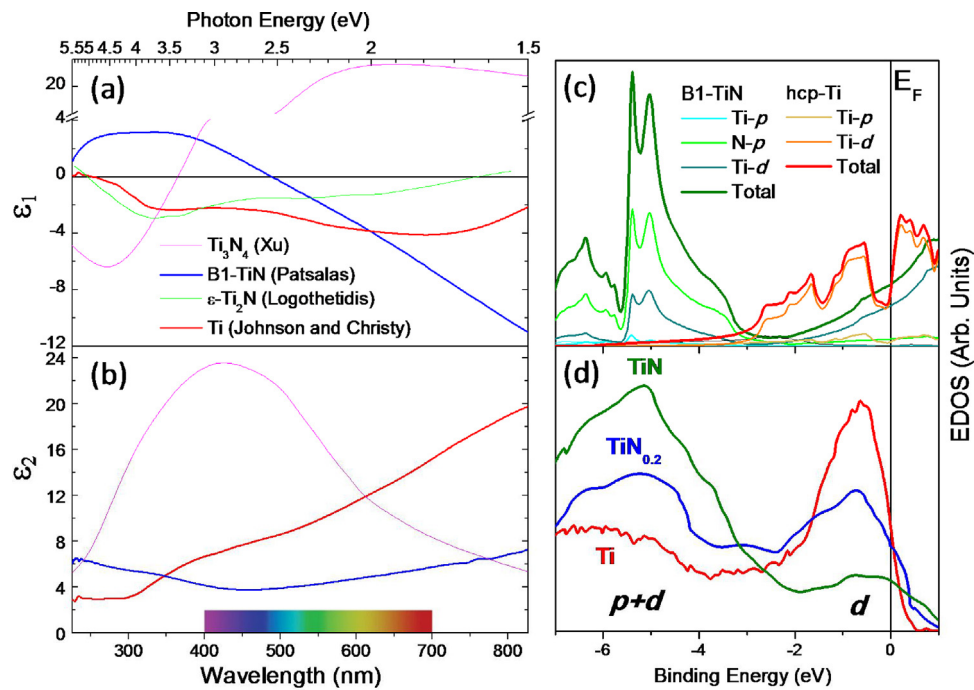 Photon Energy (eV)
5.55 4.5 4 3.5 3 2.5 2 1.5
(a)
20
4
4
0
-4
-8
-12
ε1
Ti3N4 (Xu)
B1-TiN (Patsalas)
ε-Ti2N (Logothetidis)
Ti (Johnson and Christy)
(b)
24
20
16
12
8
4
0
ε2
300 400 500 600 700 800
Wavelength (nm)
(c)
B1-TiN hcp-Ti
Ti-p Ti-p
N-p Ti-d
Ti-d Total
Total
EF
(d)
TiN
TiN0.2
Ti
p+d
d
-6 -4 -2 0
Binding Energy (eV)
EDOS (Arb. Units)